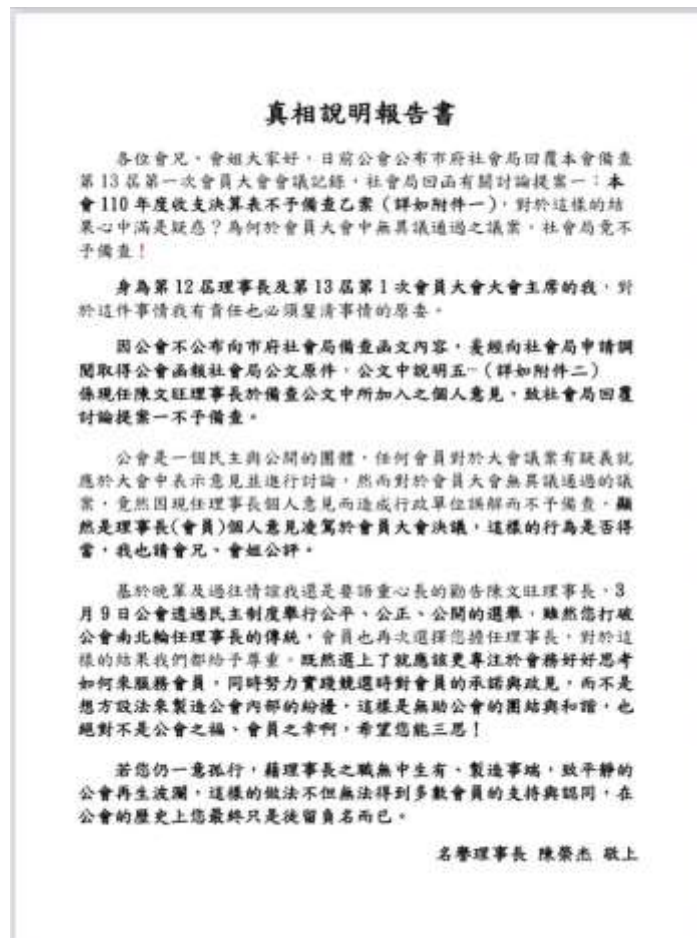 真相說明報告書
各位會兄、會姐大家好，日前公會公布市府社會局回覆本會備查
第13屆第一次會員大會會議記錄，社會局回函有關討論提案一：本
會110年度收支決算表不予備查乙案（詳如附件一），對於這樣的結
果心中滿是疑惑？為何於會員大會中無異議通過之議案，社會局竟不
予備查！
身為第12屆理事長及第13屆第1次會員大會大會主席的我，對
於這件事情我有責任也必須釐清事情的原委。
因公會不公布向市府社會局備查函文內容，爰經向社會局申請調
閱取得公會函報社會局公文原件，公文中說明五（詳如附件二）
係現任陳文旺理事長於備查公文中所加入之個人意見，致社會局回覆
討論提案一不予備查。
公會是一個民主與公開的團體，任何會員對於大會議案有疑義就
應於大會中表示意見並進行討論，然而對於會員大會無異議通過的議
案，竟然因現任理事長個人意見而造成行政單位誤解而不予備查，顯
然是理事長(會員)個人意見凌駕於會員大會決議，這樣的行為是否得
當，我也請會兄、會姐公評。
基於晚輩及過往情誼我還是要語重心長的勸告陳文旺理事長，3
月9日公會透過民主制度舉行公平、公正、公開的選舉，雖然您打破
公會南北輪任理事長的傳統，會員也再次選擇您擔任理事長，對於這
樣的結果我們都給予尊重。既然選上了就應該更專注於會務好好思考
如何來服務會員，同時努力實踐競選時對會員的承諾與政見，而不是
想方設法來製造公會內部的紛擾，這樣是無助公會的團結與和諧，也
絕對不是公會之福、會員之幸啊，希望您能三思！
若您仍一意孤行，藉理事長之職無中生有、製造事端，致平靜的
公會再生波瀾，這樣的做法不但無法得到多數會員的支持與認同，在
公會的歷史上您最終只是徒留負名而已。
名譽理事長 陳榮杰 敬上